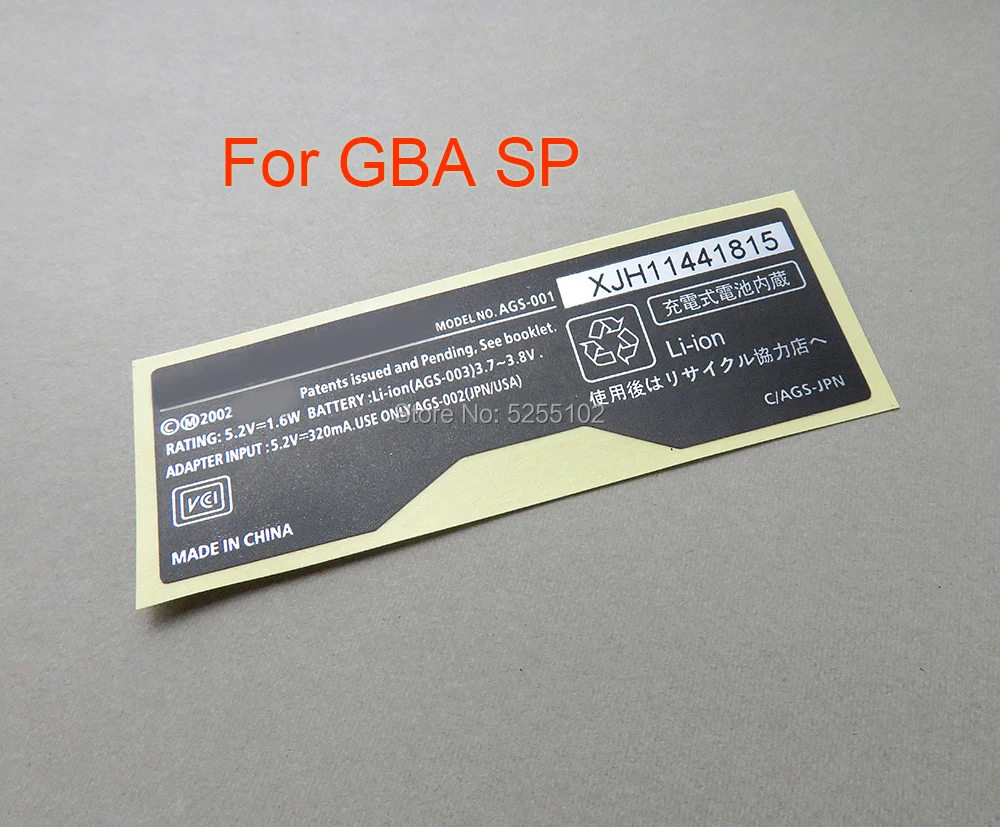 For GBA SP
MODEL NO. AGS-001
XJH11441815
Patents issued and Pending, See booklet.
充電式電池内蔵
Li-ion
使用後はリサイクル協力店へ
C/AGS-JPN
©Ⓜ2002
RATING: 5.2V⎓1.6W BATTERY :Li-ion(AGS-003)3.7~3.8V .
ADAPTER INPUT : 5.2V⎓320mA.USE ONLY AGS-002(JPN/USA)
Store No: 5255102
VCI
MADE IN CHINA